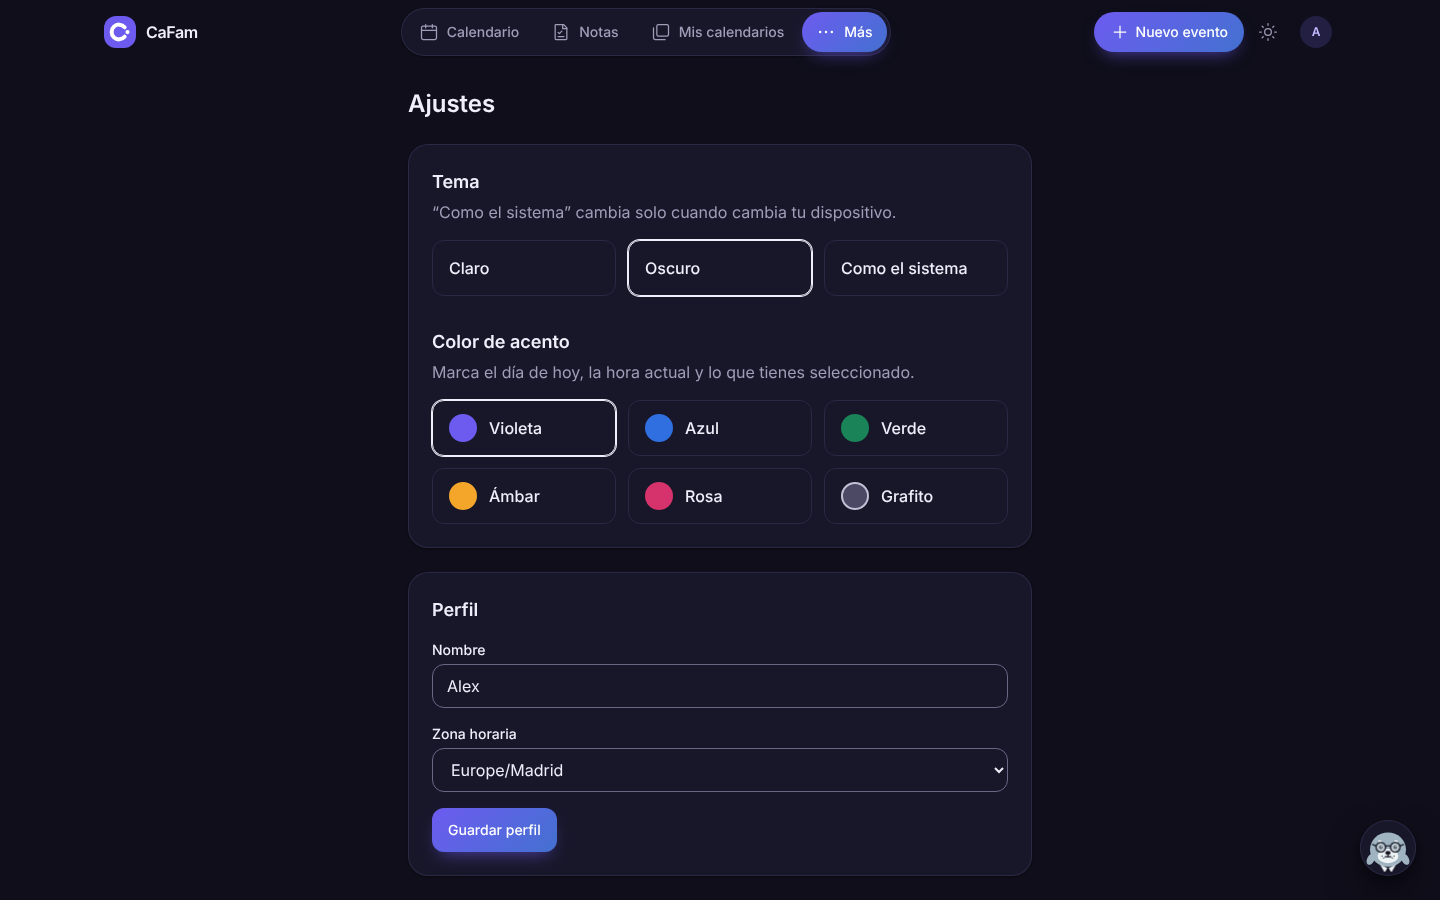 CaFam
Calendario
Notas
Mis calendarios
Más
Nuevo evento
A
Ajustes
Tema
“Como el sistema” cambia solo cuando cambia tu dispositivo.
Claro
Oscuro
Como el sistema
Color de acento
Marca el día de hoy, la hora actual y lo que tienes seleccionado.
Violeta
Azul
Verde
Ámbar
Rosa
Grafito
Perfil
Nombre
Alex
Zona horaria
Europe/Madrid
Guardar perfil